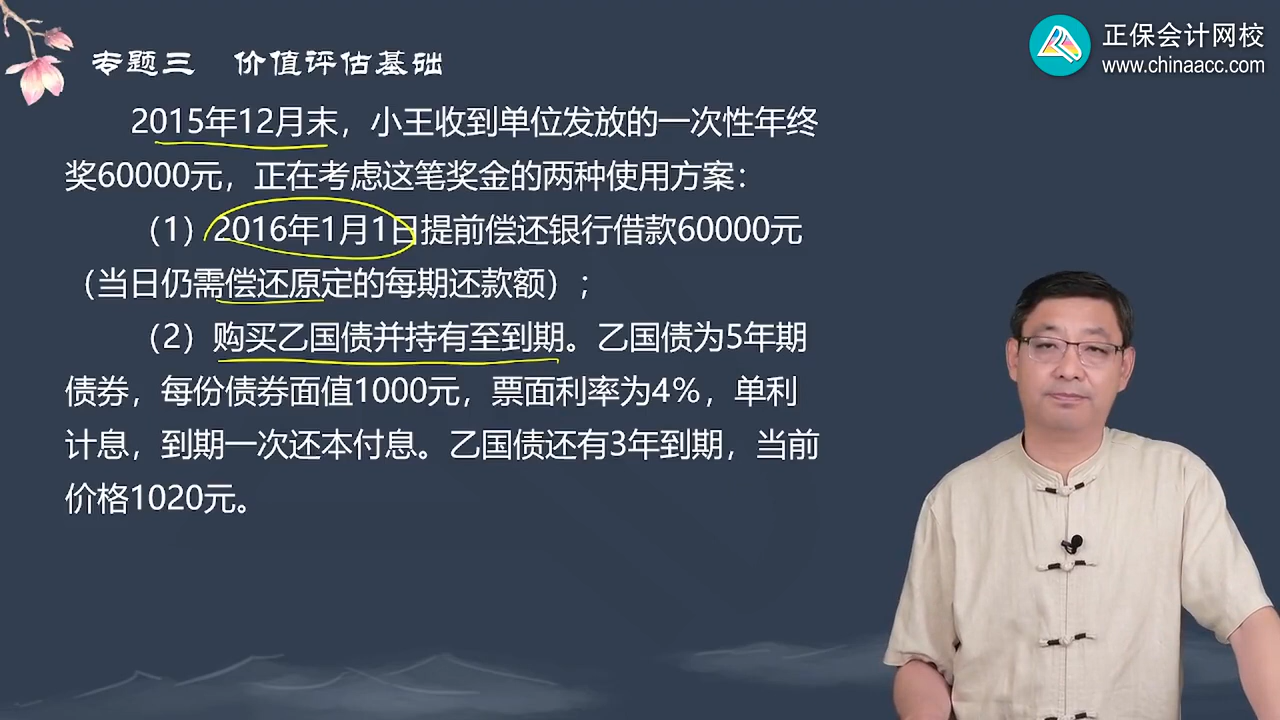 正保会计网校
www.chinaacc.com
专题三 价值评估基础
2015年12月末，小王收到单位发放的一次性年终
奖60000元，正在考虑这笔奖金的两种使用方案：
（1）2016年1月1日提前偿还银行借款60000元
（当日仍需偿还原定的每期还款额）；
（2）购买乙国债并持有至到期。乙国债为5年期
债券，每份债券面值1000元，票面利率为4%，单利
计息，到期一次还本付息。乙国债还有3年到期，当前
价格1020元。